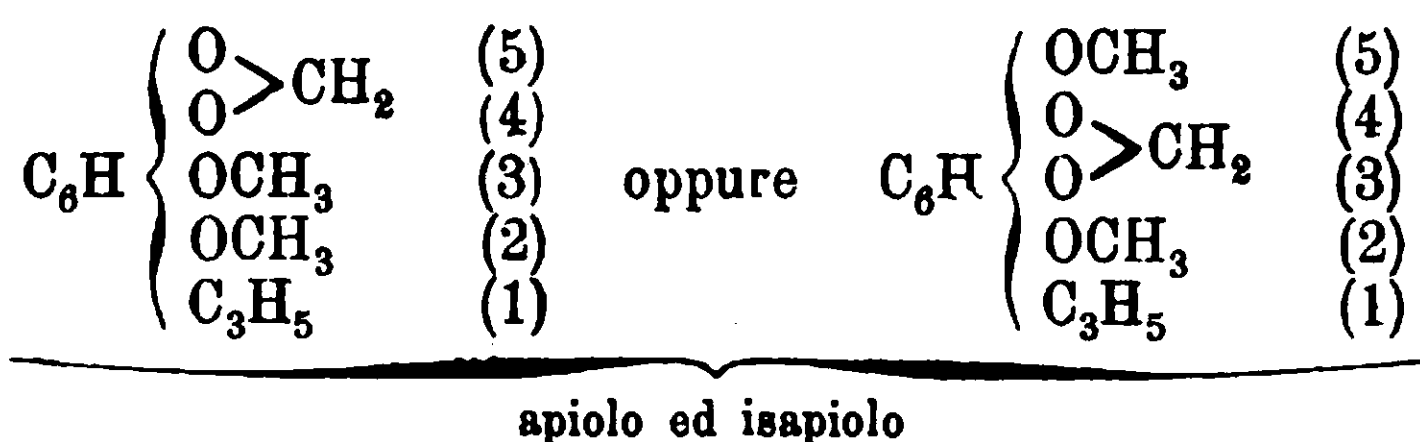 O (5) OCH₃ (5)
O >CH₂ (4) O (4)
C₆H OCH₃ (3) oppure C₆H O >CH₂ (3)
OCH₃ (2) OCH₃ (2)
C₃H₅ (1) C₃H₅ (1)
apiolo ed isapiolo